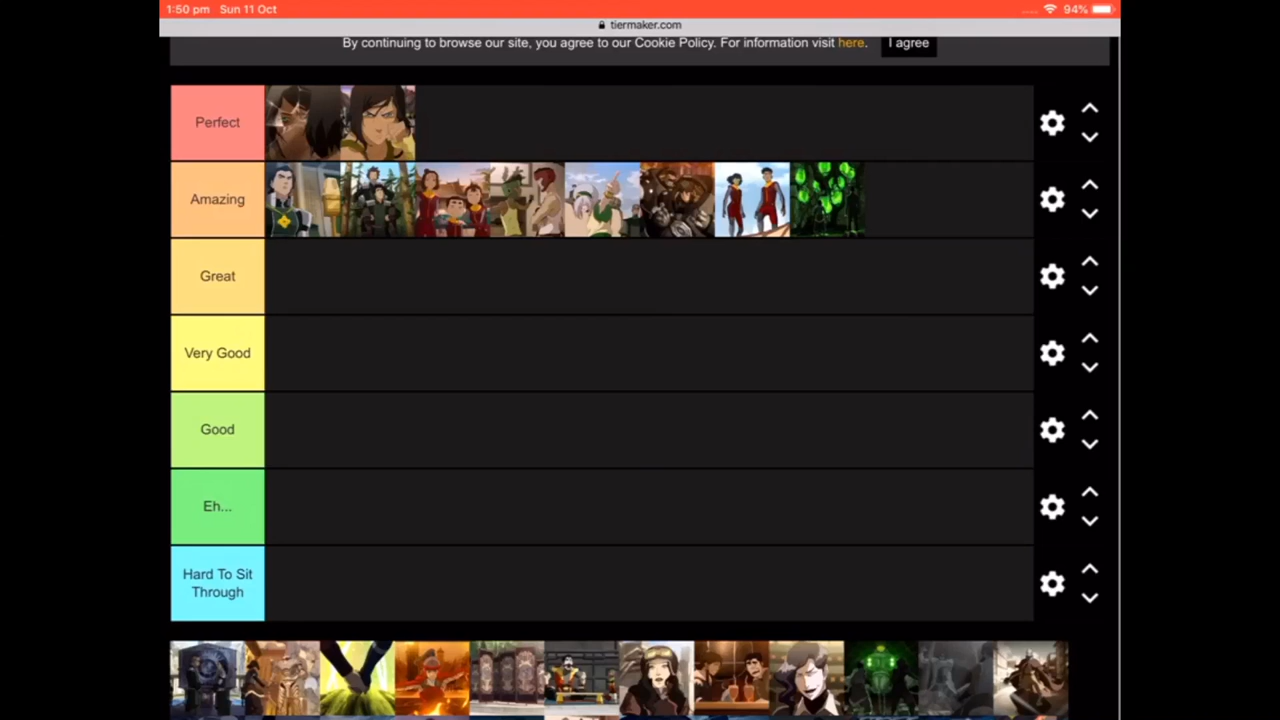 1:50 pm Sun 11 Oct
94%
tiermaker.com
By continuing to browse our site, you agree to our Cookie Policy. For information visit here. I agree
Perfect
Amazing
Great
Very Good
Good
Eh...
Hard To Sit
Through